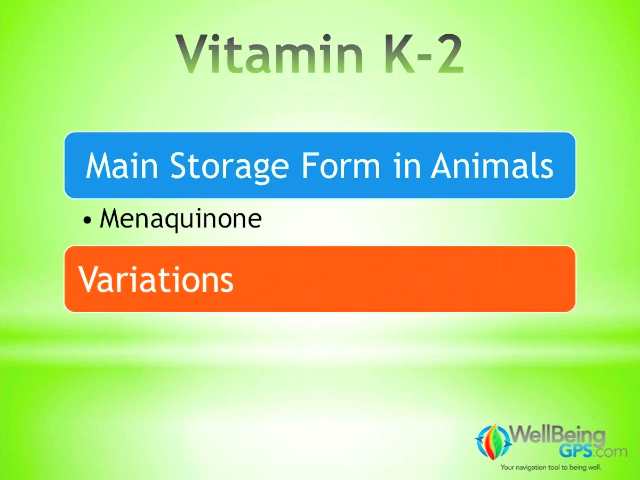 Vitamin K-2
Main Storage Form in Animals
• Menaquinone
Variations
WellBeing
GPS.com
Your navigation tool to being well.